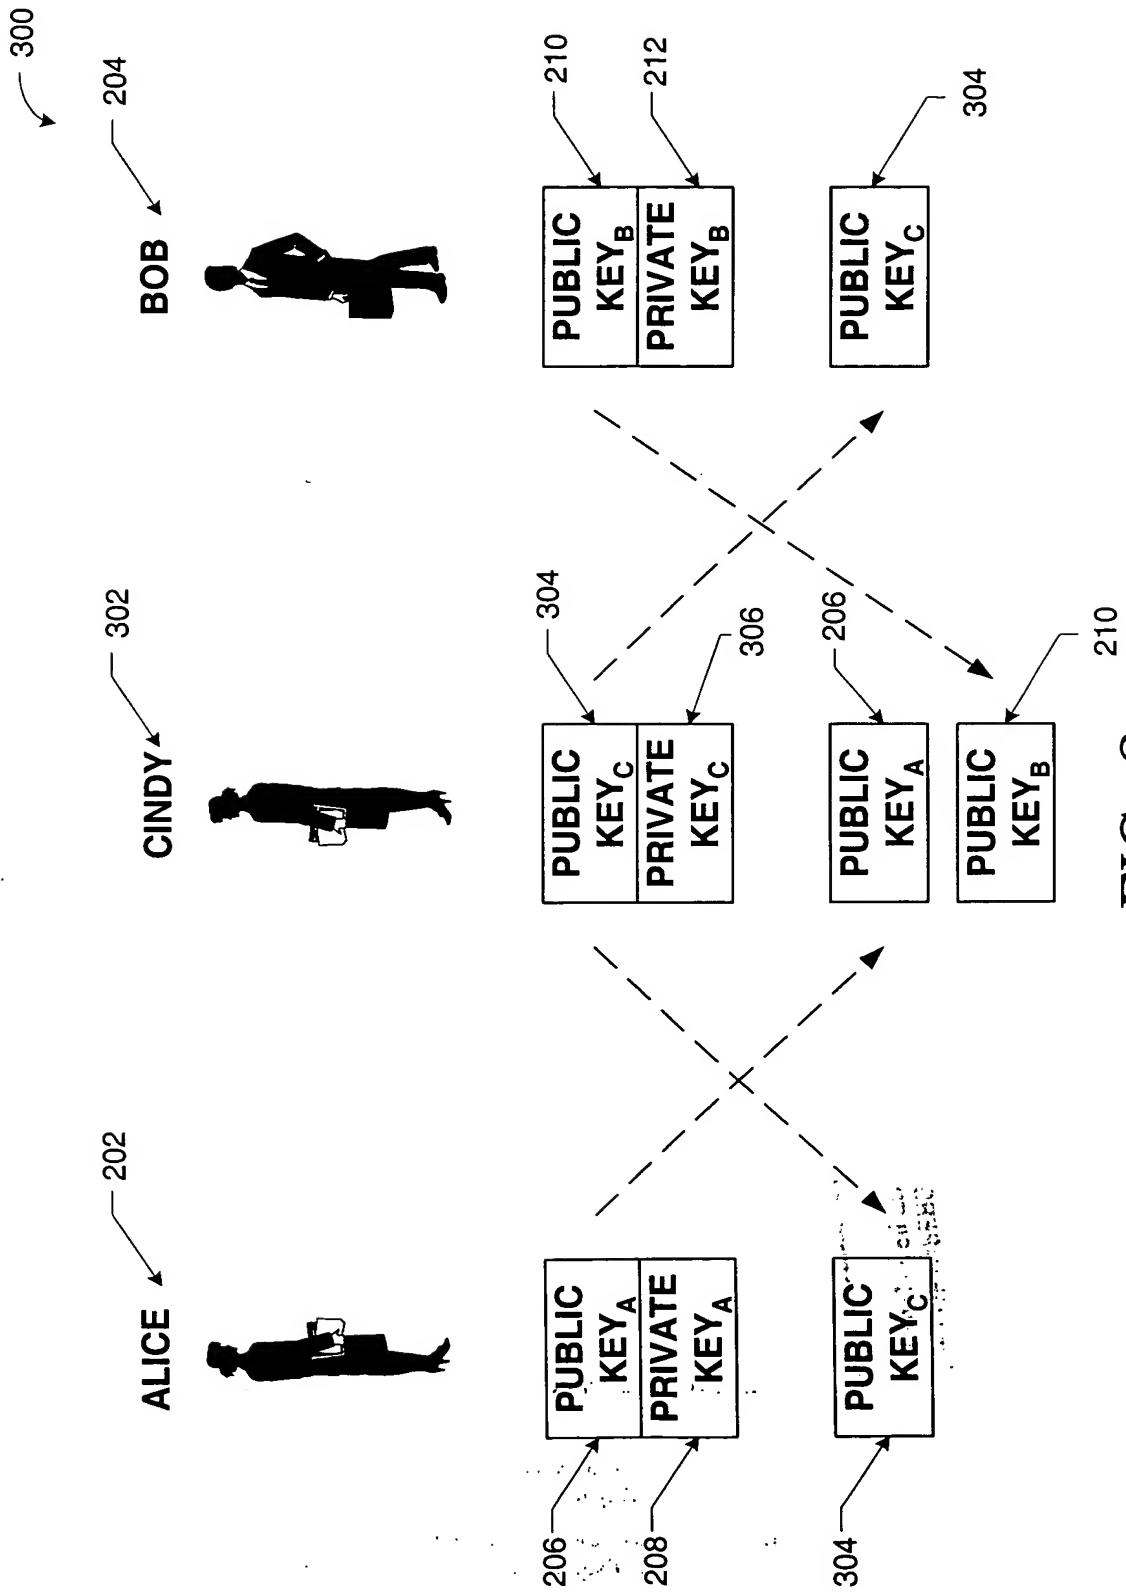 300
ALICE
202
CINDY
302
BOB
204
206
PUBLIC
KEYA
208
PRIVATE
KEYA
PUBLIC
KEYC
304
PRIVATE
KEYC
306
PUBLIC
KEYB
210
PRIVATE
KEYB
212
304
PUBLIC
KEYC
PUBLIC
KEYA
206
PUBLIC
KEYB
210
PUBLIC
KEYC
304